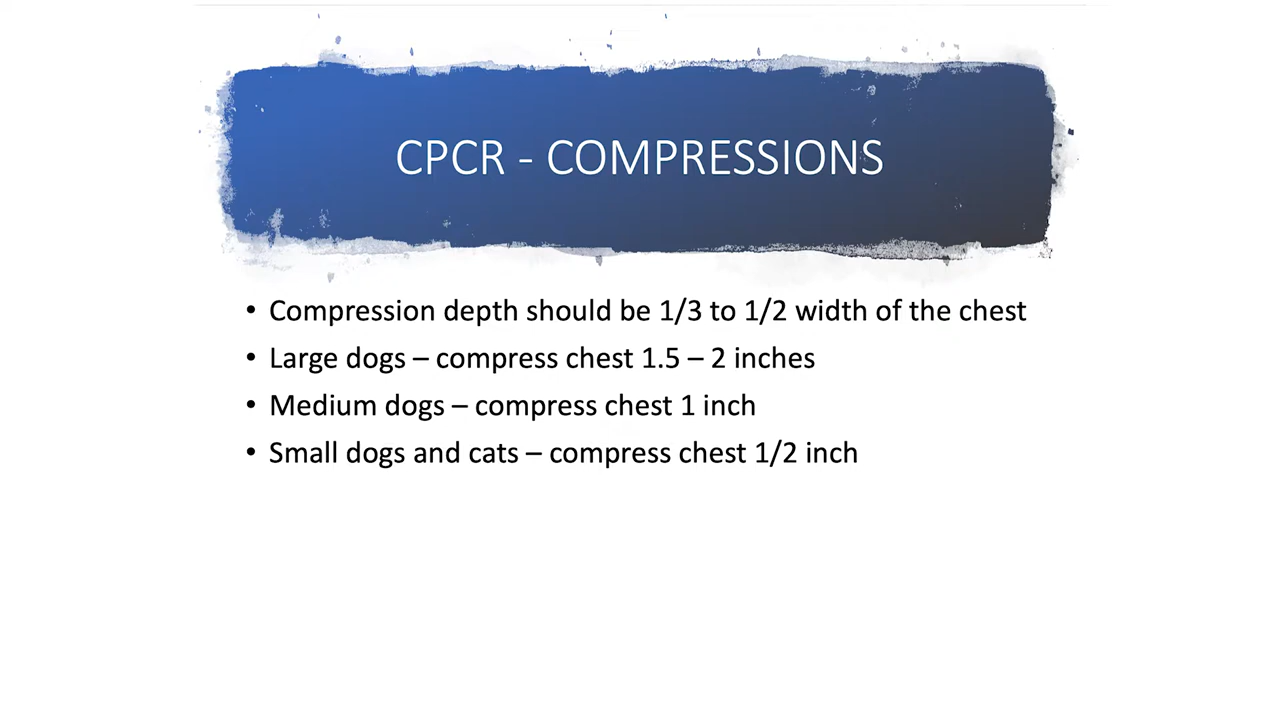 CPCR - COMPRESSIONS
• Compression depth should be 1/3 to 1/2 width of the chest
• Large dogs – compress chest 1.5 – 2 inches
• Medium dogs – compress chest 1 inch
• Small dogs and cats – compress chest 1/2 inch